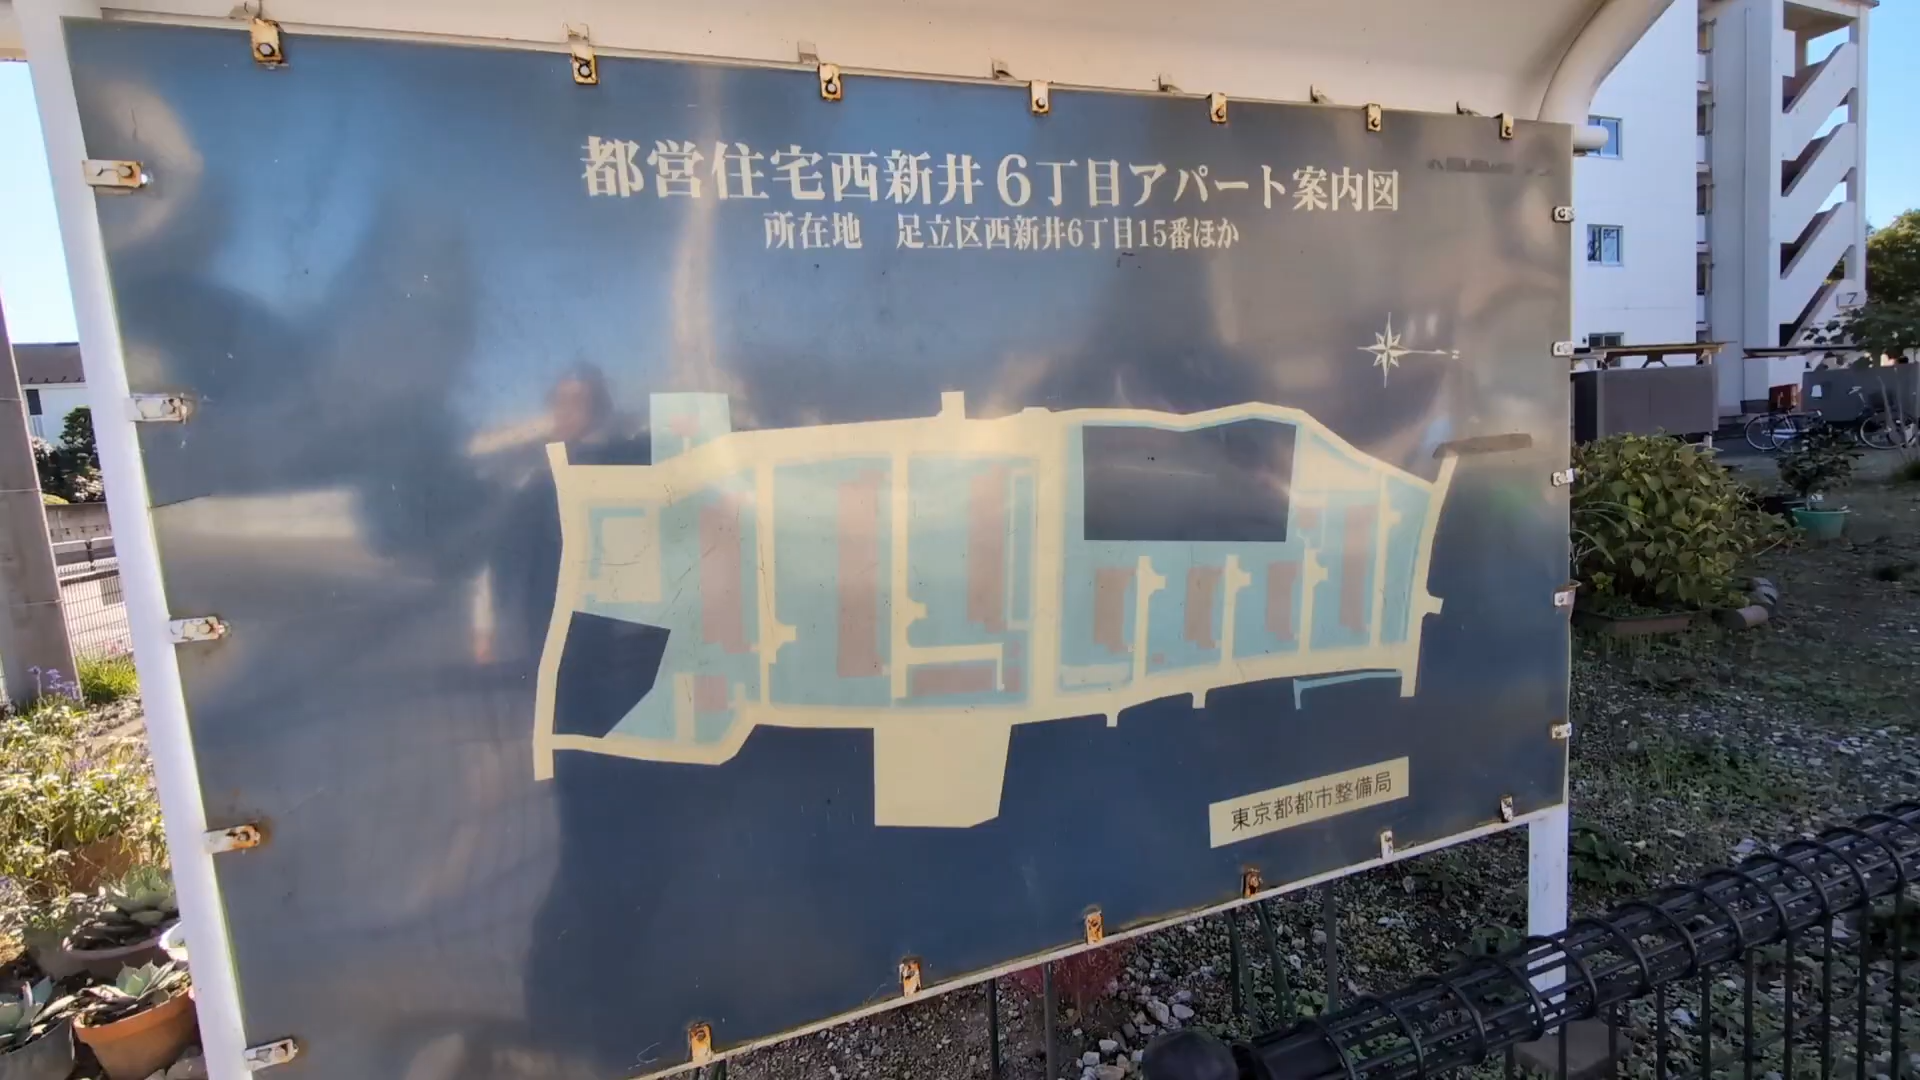 都営住宅西新井6丁目アパート案内図
所在地　足立区西新井6丁目15番ほか
東京都都市整備局
7